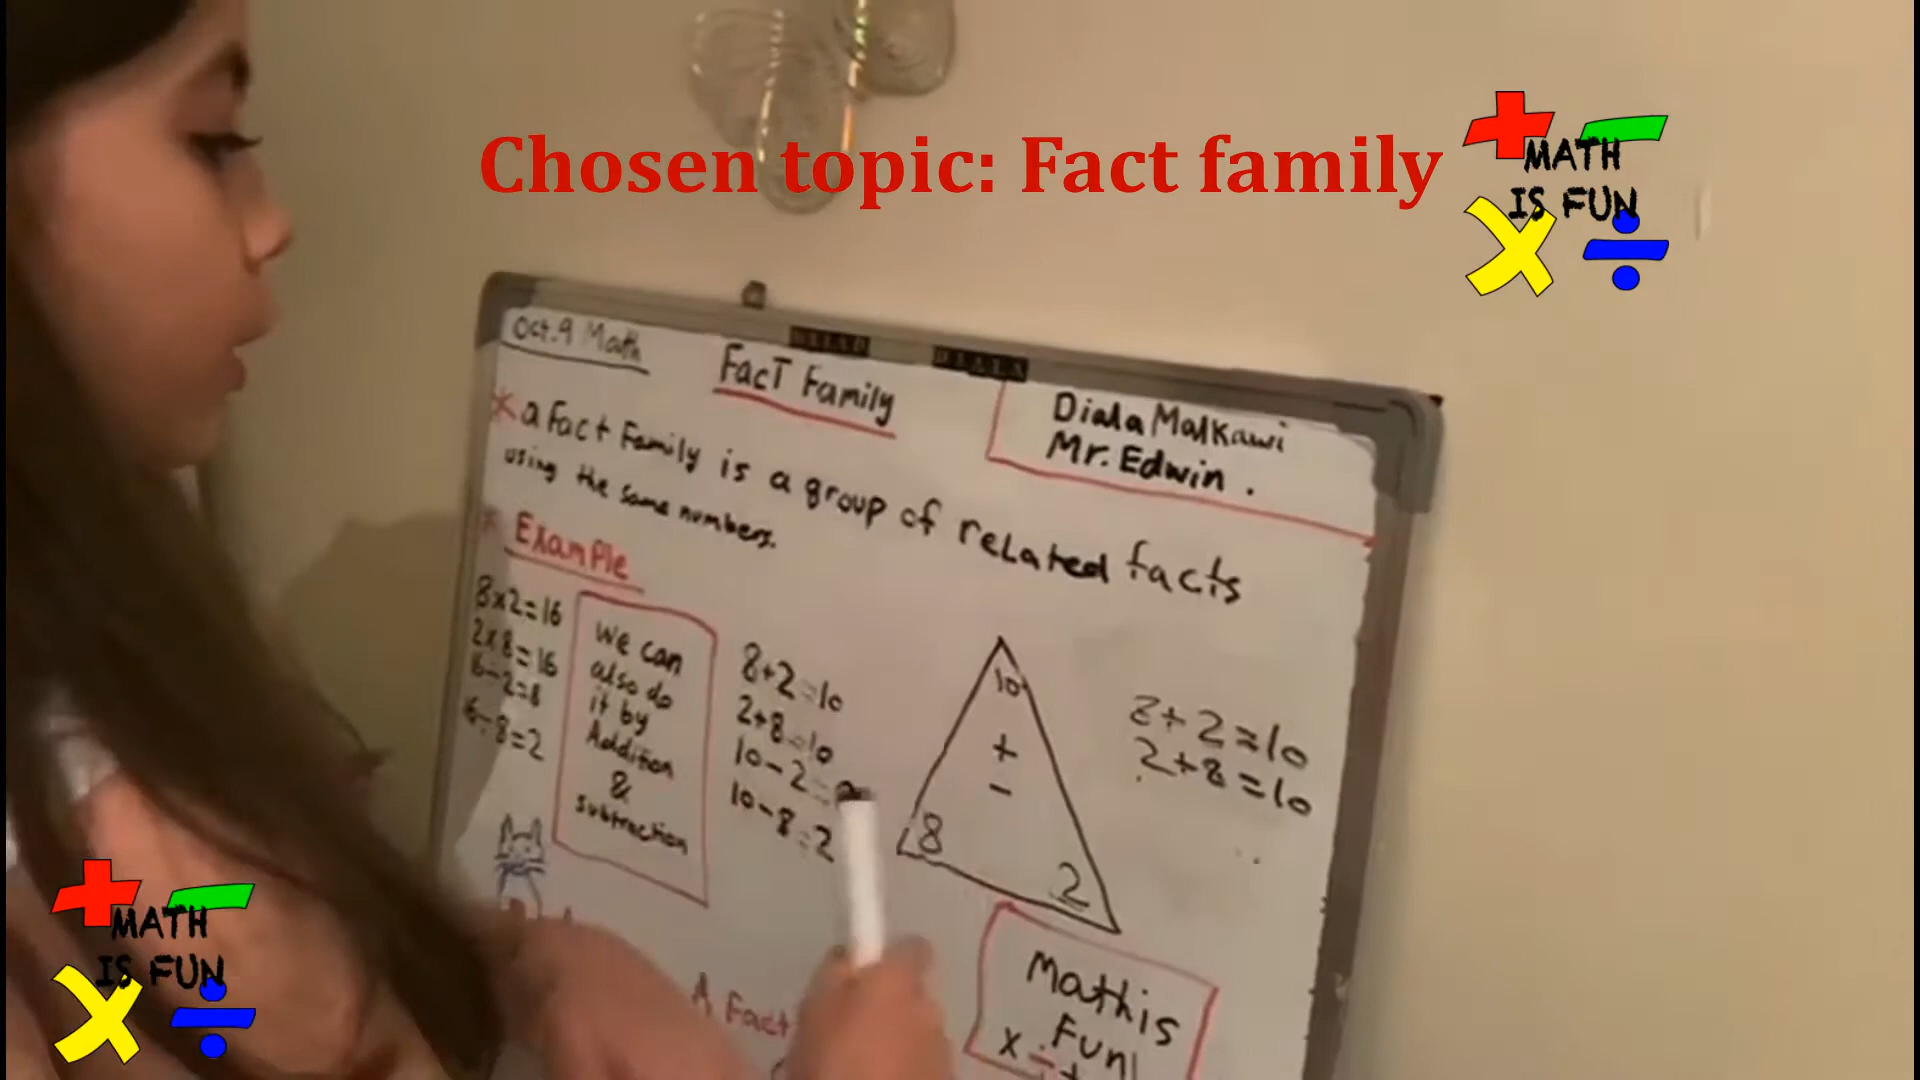 Chosen topic: Fact family
MATH
IS FUN
Oct.9 Math
FacT Family
Diala Malkawi
Mr. Edwin .
* a Fact Family is a group of related facts
using the same numbers.
* Example
8x2=16
2x8=16
16÷2=8
16÷8=2
we can
also do
it by
Addition
&
subtraction
8+2=10
2+8=10
10-2=
10-8=2
10
+
-
8
2
8+2=10
2+8=10
A Fact
Math is
Fun!
x ÷
+
MATH
IS FUN